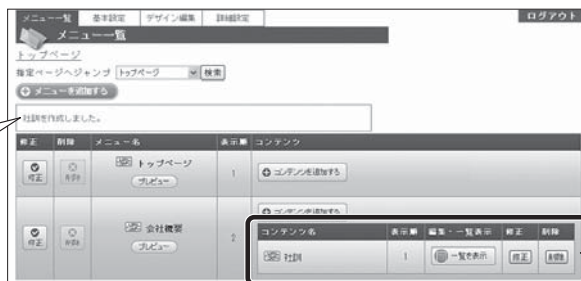 メニュー一覧 基本設定 デザイン編集 詳細設定 ログアウト
メニュー一覧
トップページ
指定ページへジャンプ トップページ 検索
メニューを追加する
社訓を作成しました。
修正 削除 メニュー名 表示順 コンテンツ
修正 削除 トップページ プレビュー 1 コンテンツを追加する
修正 削除 会社概要 プレビュー 2 コンテンツを追加する
コンテンツ名 表示順 編集・一覧表示 修正 削除
社訓 1 一覧を表示 修正 削除